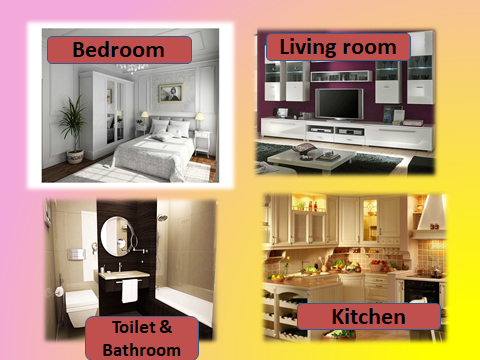 Bedroom
Living room
Toilet &
Bathroom
Kitchen